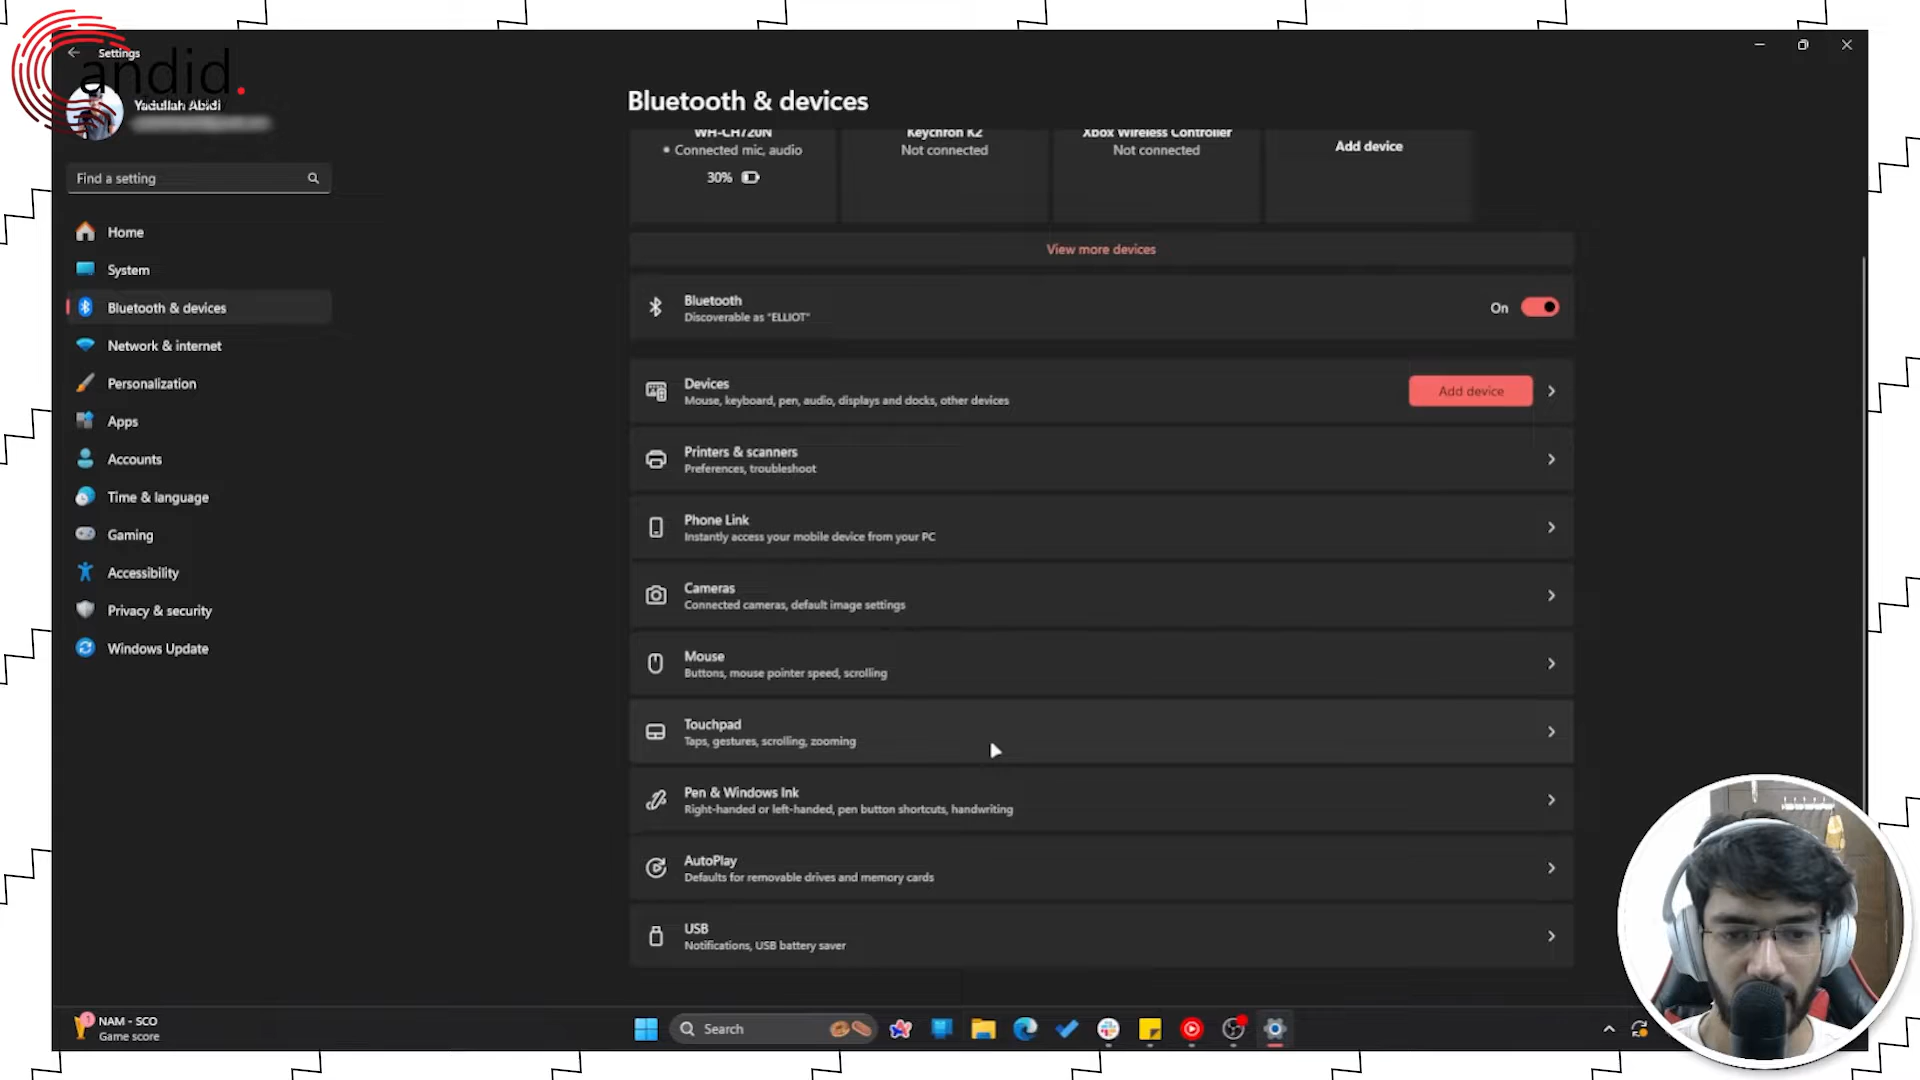 Settings
andid.
Yadullah Abidi
Find a setting
Home
System
Bluetooth & devices
Network & internet
Personalization
Apps
Accounts
Time & language
Gaming
Accessibility
Privacy & security
Windows Update
Bluetooth & devices
WH-CH720N
• Connected mic, audio
30%
Keychron K2
Not connected
Xbox Wireless Controller
Not connected
Add device
View more devices
Bluetooth
Discoverable as "ELLIOT"
On
Devices
Mouse, keyboard, pen, audio, displays and docks, other devices
Add device
Printers & scanners
Preferences, troubleshoot
Phone Link
Instantly access your mobile device from your PC
Cameras
Connected cameras, default image settings
Mouse
Buttons, mouse pointer speed, scrolling
Touchpad
Taps, gestures, scrolling, zooming
Pen & Windows Ink
Right-handed or left-handed, pen button shortcuts, handwriting
AutoPlay
Defaults for removable drives and memory cards
USB
Notifications, USB battery saver
1
NAM - SCO
Game score
Search